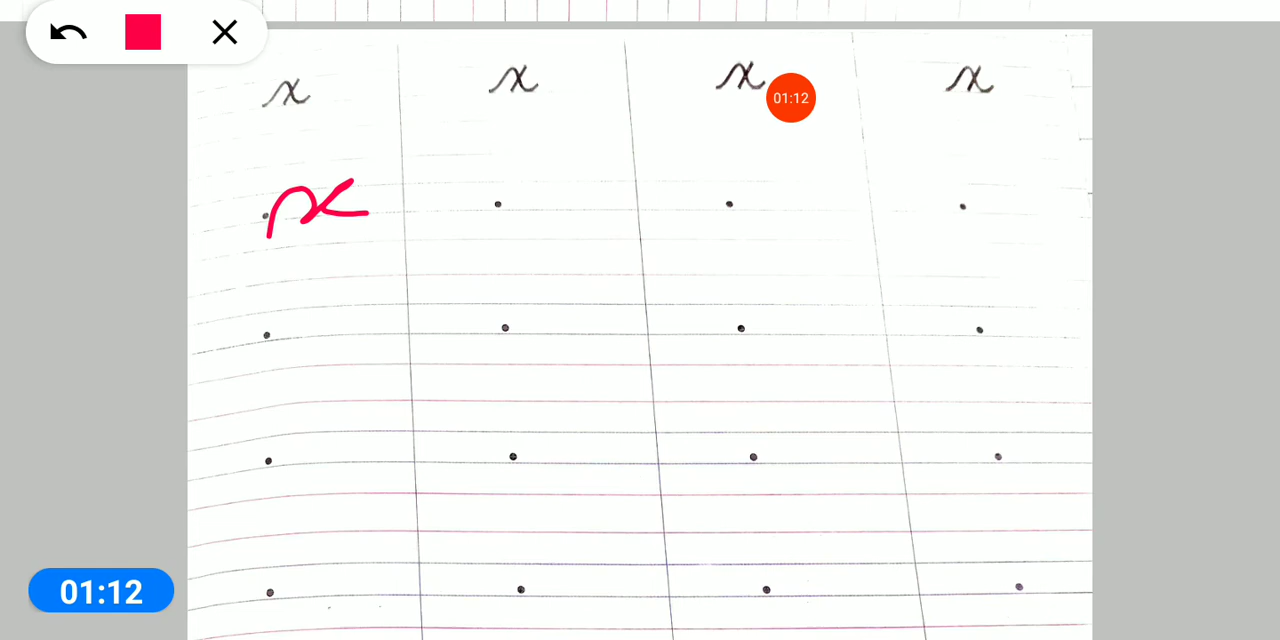 x x x x
01:12
x
01:12